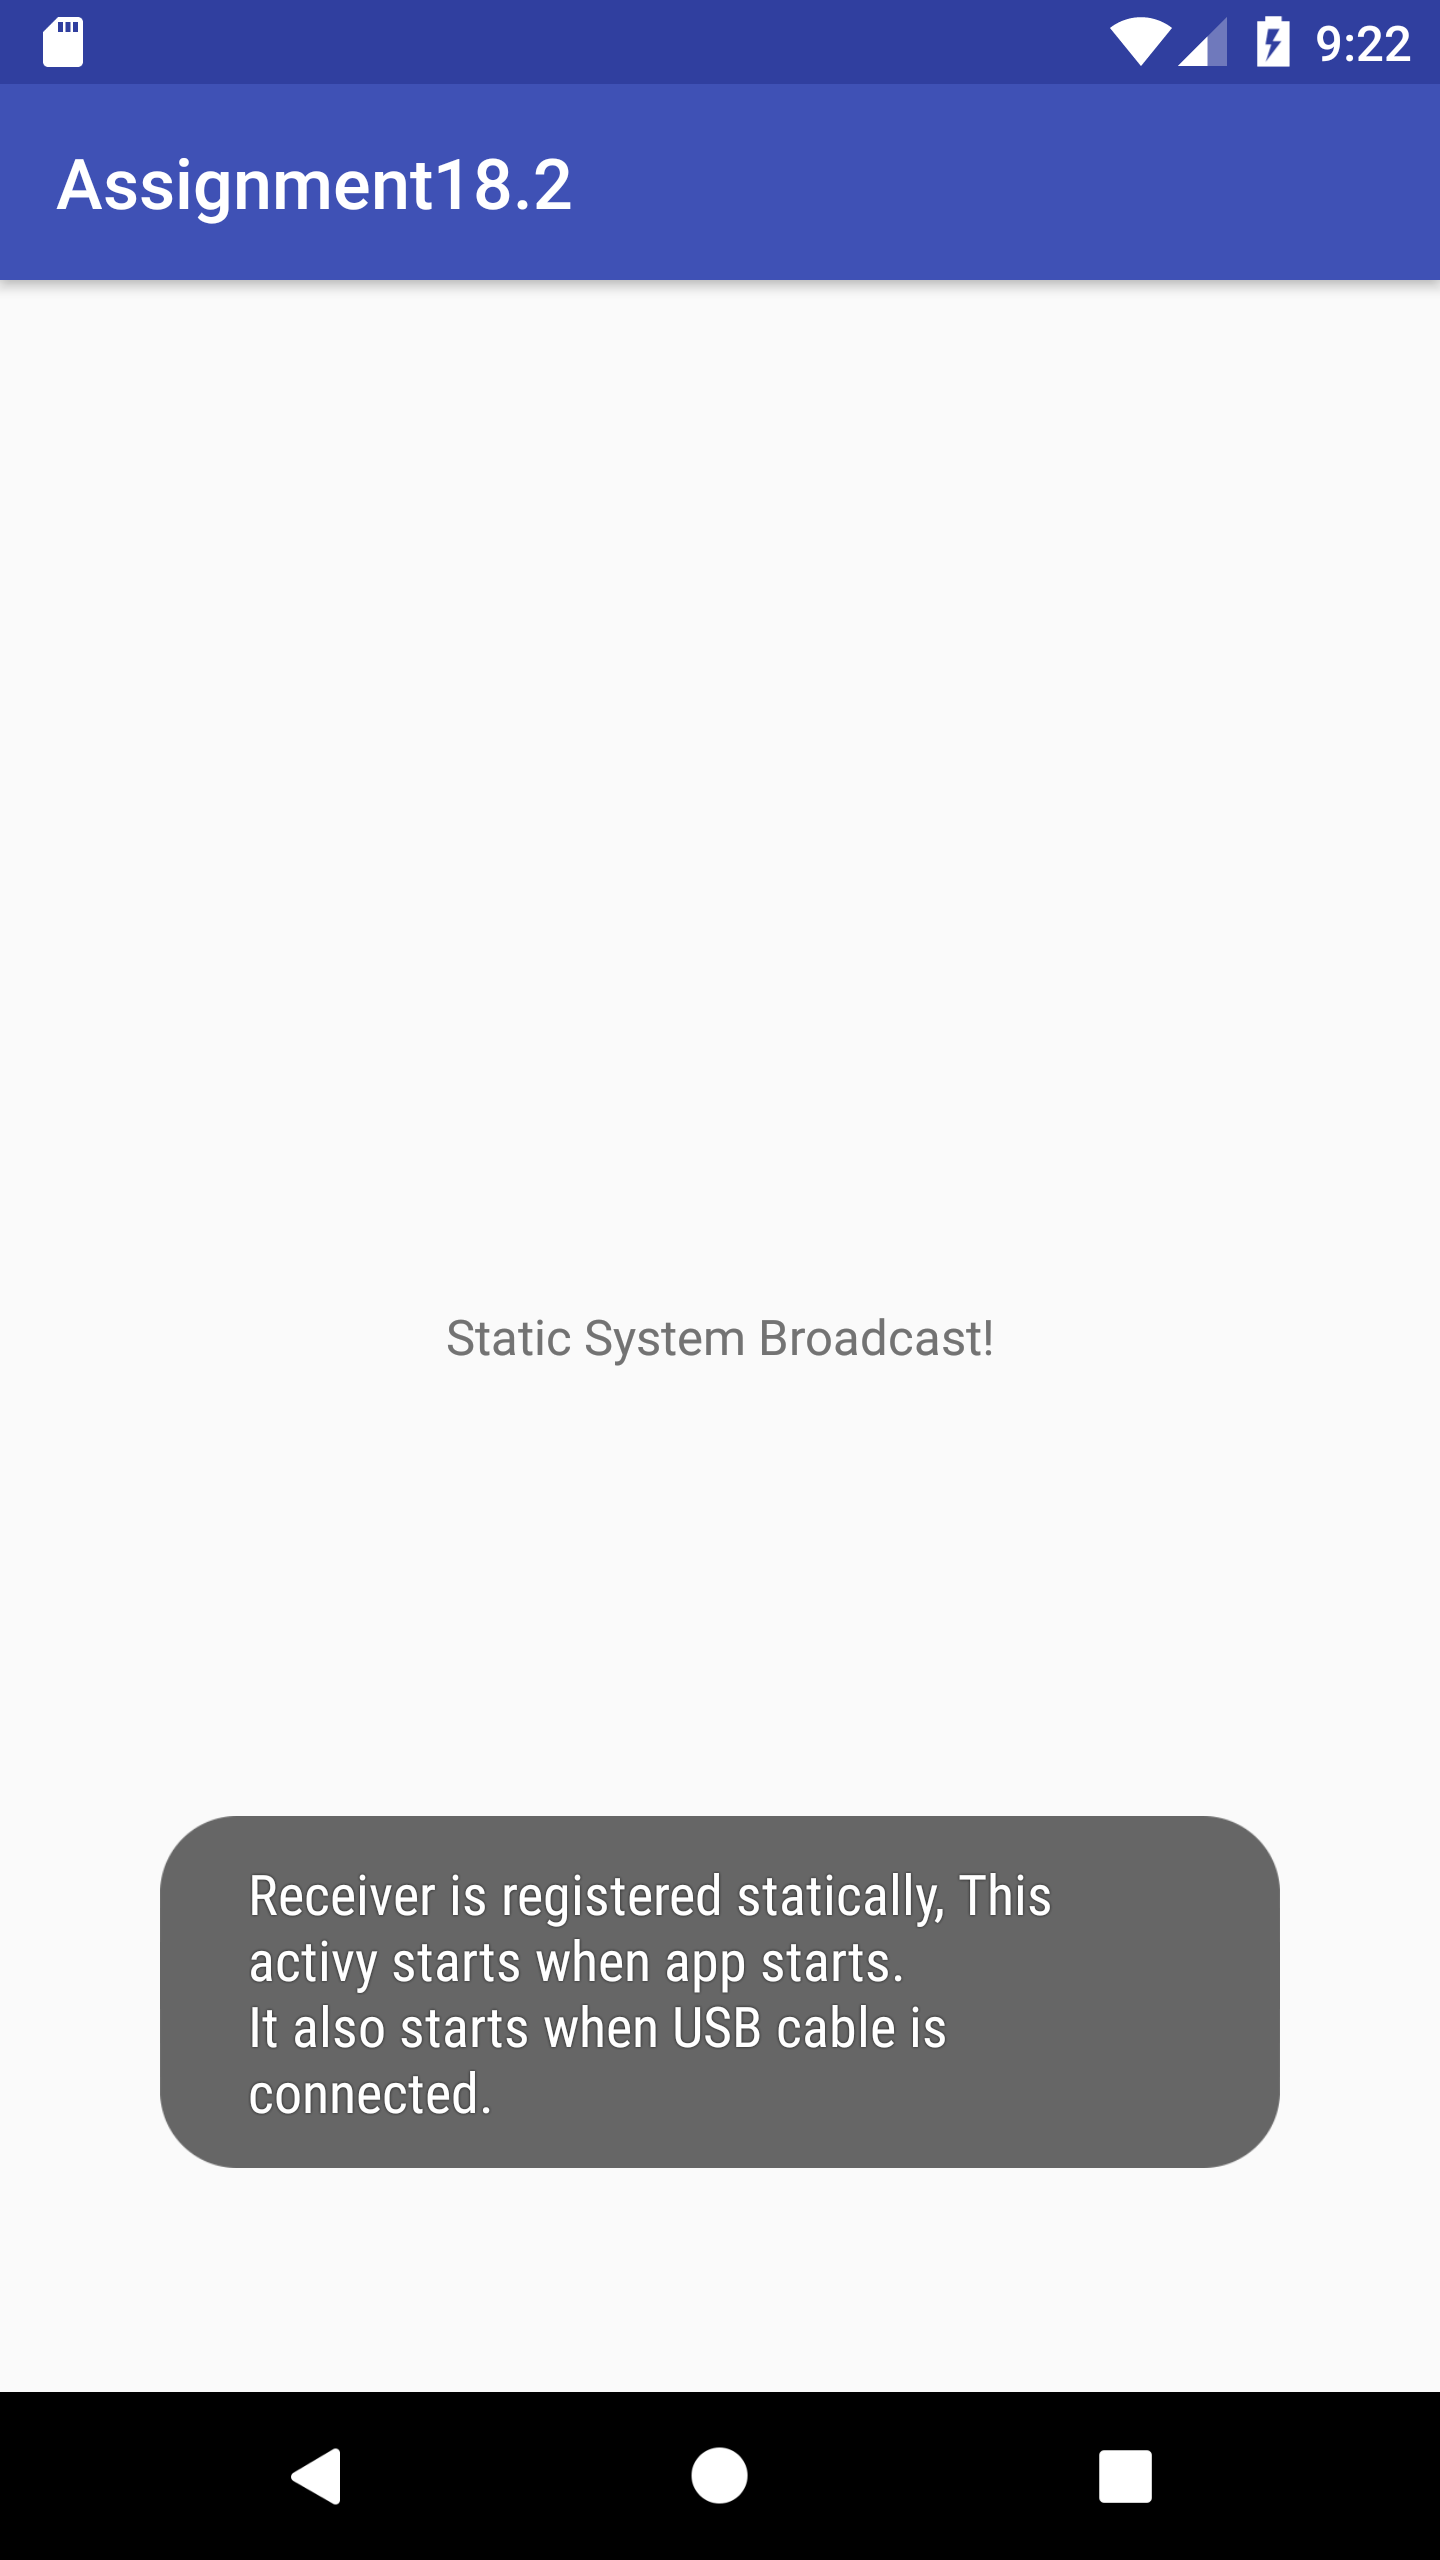 9:22
Assignment18.2
Static System Broadcast!
Receiver is registered statically, This
activy starts when app starts.
It also starts when USB cable is
connected.